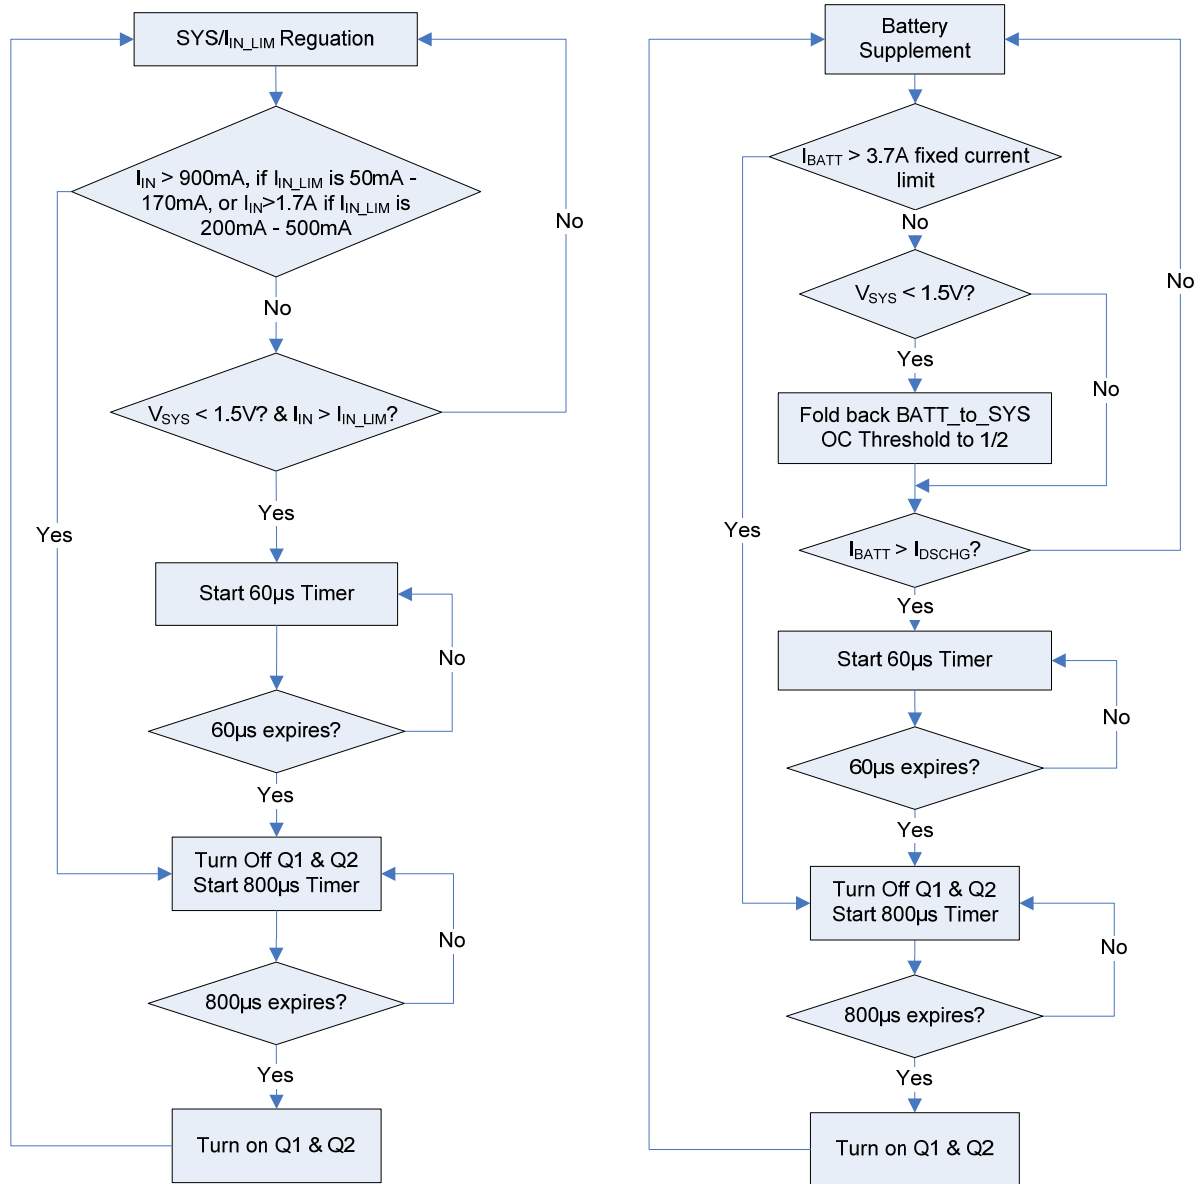 SYS/IIN_LIM Reguation
IIN > 900mA, if IIN_LIM is 50mA -
170mA, or IIN>1.7A if IIN_LIM is
200mA - 500mA
No
No
VSYS < 1.5V? & IIN > IIN_LIM?
Yes
Yes
Start 60µs Timer
No
60µs expires?
Yes
Turn Off Q1 & Q2
Start 800µs Timer
No
800µs expires?
Yes
Turn on Q1 & Q2
Battery
Supplement
IBATT > 3.7A fixed current
limit
No
No
VSYS < 1.5V?
Yes
No
Fold back BATT_to_SYS
OC Threshold to 1/2
Yes
IBATT > IDSCHG?
Yes
Start 60µs Timer
No
60µs expires?
Yes
Turn Off Q1 & Q2
Start 800µs Timer
No
800µs expires?
Yes
Turn on Q1 & Q2